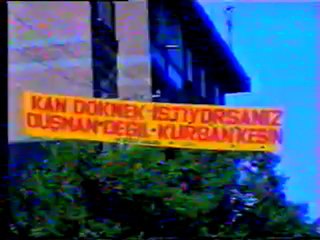 KAN DÖKMEK-İSTİYORSANIZ
DÜŞMAN-DEĞİL-KURBAN KESİN